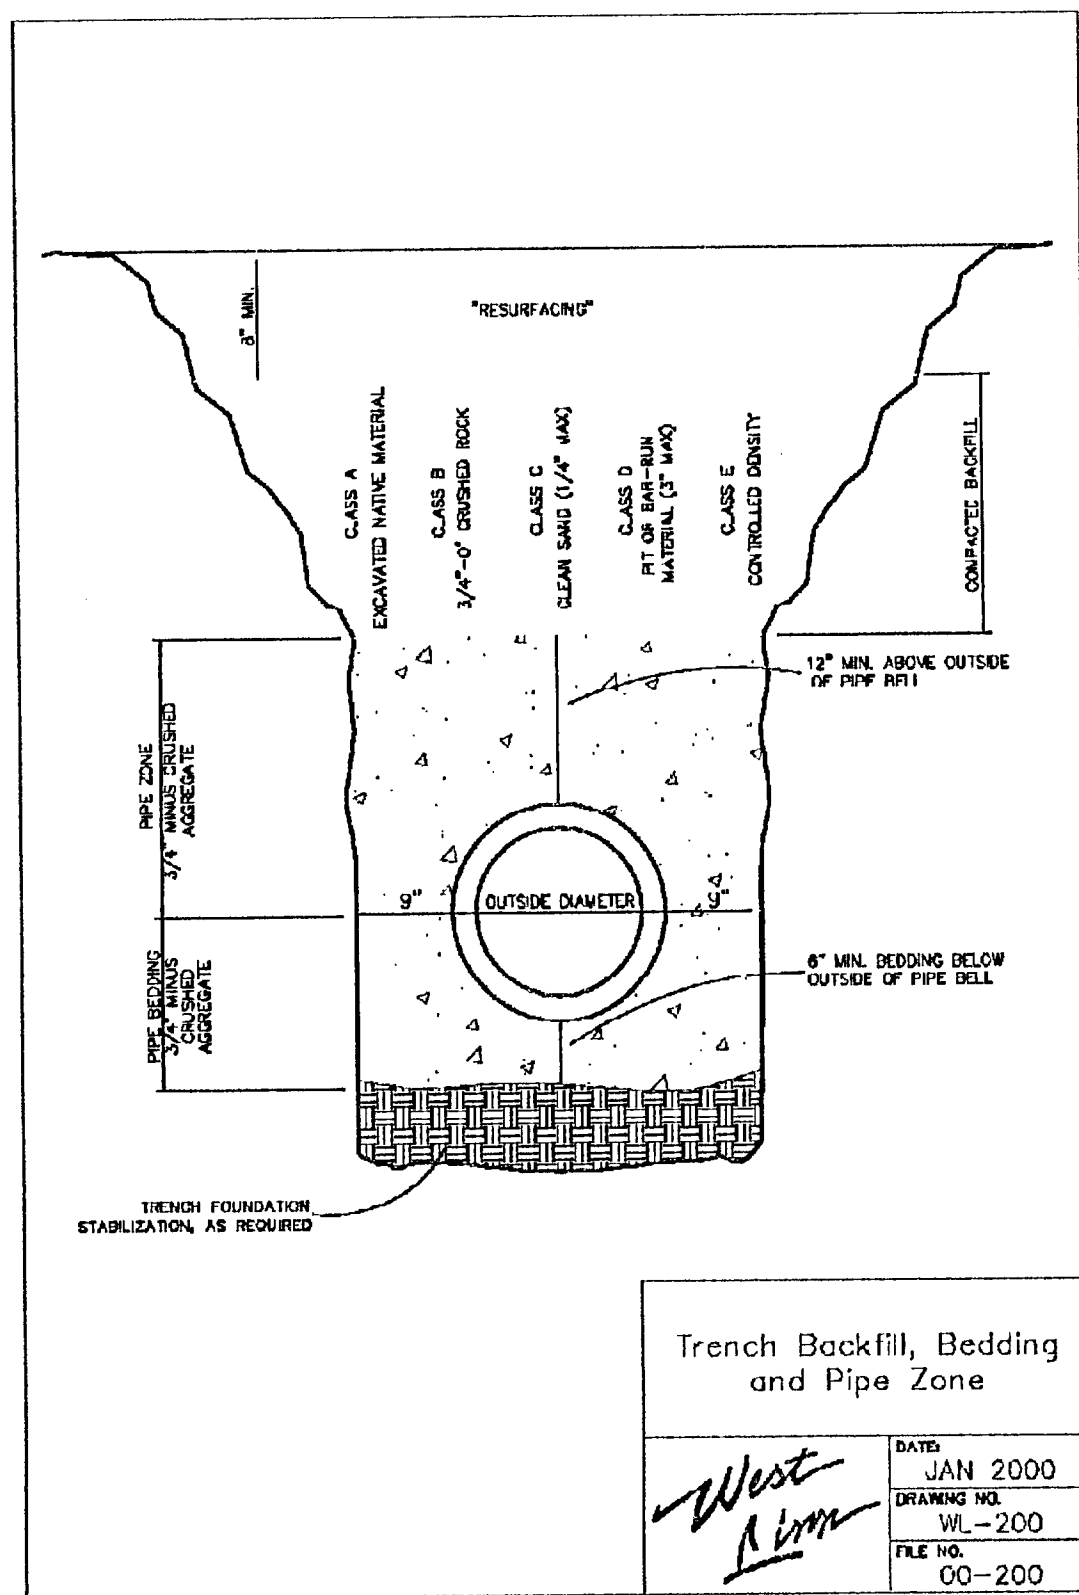 8" MIN.
"RESURFACING"
CLASS A
EXCAVATED NATIVE MATERIAL
CLASS B
3/4"-0" CRUSHED ROCK
CLASS C
CLEAN SAND (1/4" MAX)
CLASS D
PIT OR BAR-RUN
MATERIAL (3" MAX)
CLASS E
CONTROLLED DENSITY
COMPACTED BACKFILL
12" MIN. ABOVE OUTSIDE
OF PIPE BELL
PIPE ZONE
3/4" MINUS CRUSHED
AGGREGATE
9"
OUTSIDE DIAMETER
9"
PIPE BEDDING
3/4" MINUS
CRUSHED
AGGREGATE
6" MIN. BEDDING BELOW
OUTSIDE OF PIPE BELL
TRENCH FOUNDATION
STABILIZATION, AS REQUIRED
Trench Backfill, Bedding
and Pipe Zone
West
Linn
DATE:
JAN 2000
DRAWING NO.
WL-200
FILE NO.
00-200